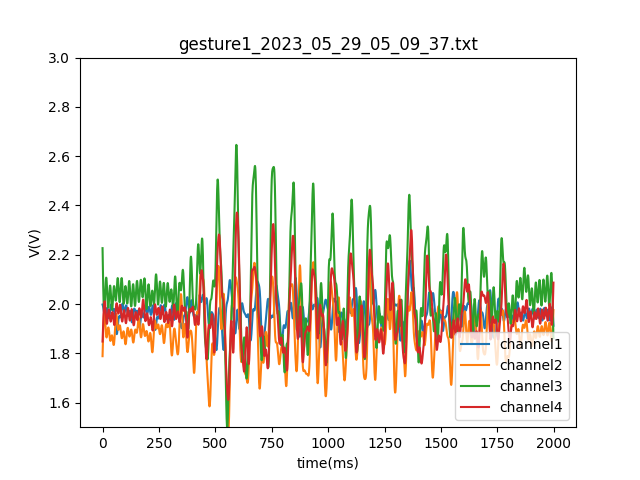 gesture1_2023_05_29_05_09_37.txt
3.0
2.8
2.6
2.4
2.2
2.0
1.8
1.6
V(V)
channel1
channel2
channel3
channel4
0 250 500 750 1000 1250 1500 1750 2000
time(ms)